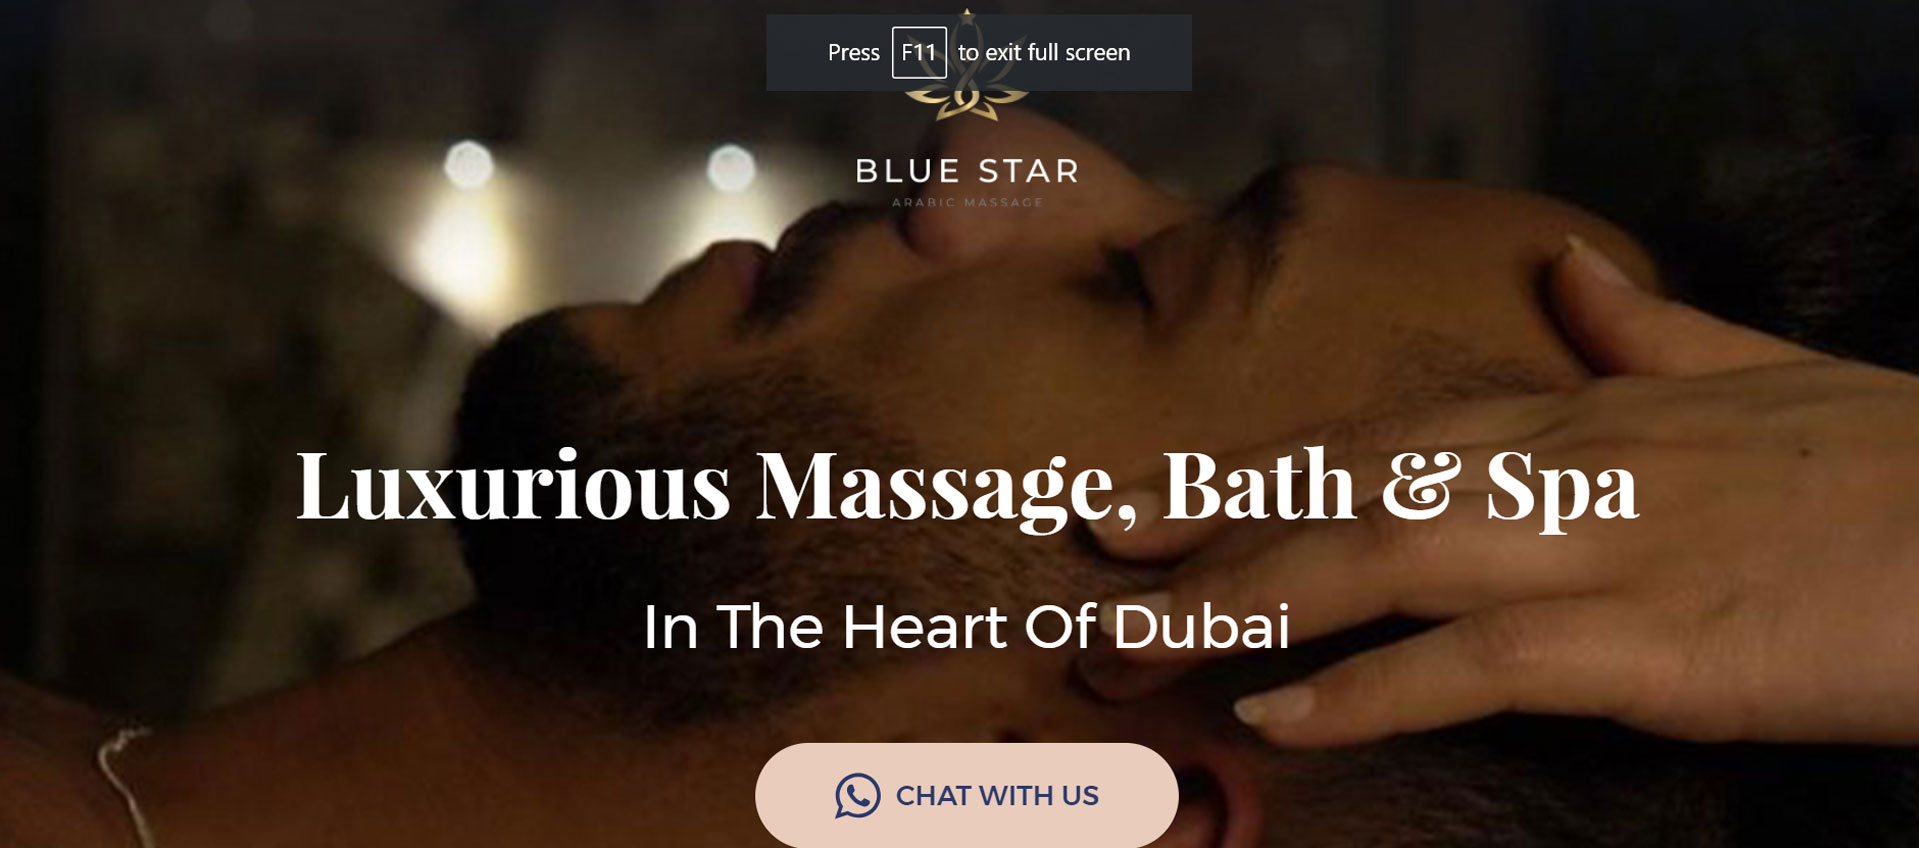 Press F11 to exit full screen
BLUE STAR
ARABIC MASSAGE
Luxurious Massage, Bath & Spa
In The Heart Of Dubai
CHAT WITH US